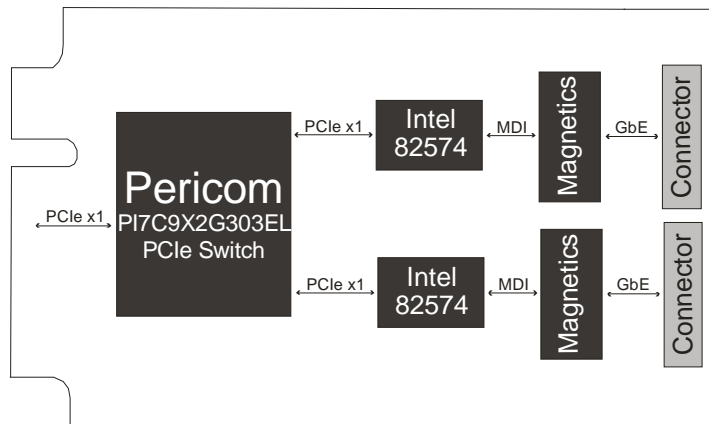 PCIe x1
Pericom
PI7C9X2G303EL
PCIe Switch
PCIe x1
Intel
82574
MDI
Magnetics
GbE
Connector
PCIe x1
Intel
82574
MDI
Magnetics
GbE
Connector